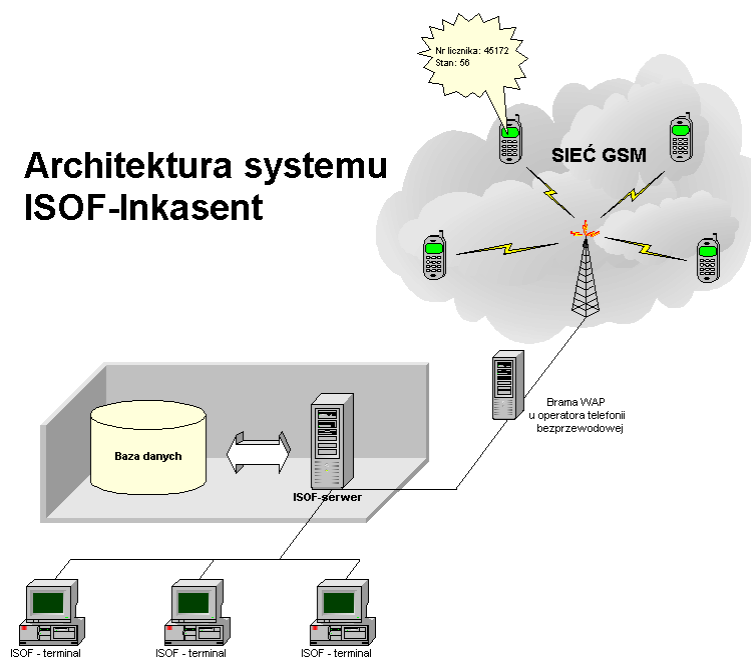 Nr licznika: 45172
Stan: 56
SIEĆ GSM
Architektura systemu
ISOF-Inkasent
Brama WAP
u operatora telefonii
bezprzewodowej
Baza danych
ISOF-serwer
ISOF - terminal
ISOF - terminal
ISOF - terminal